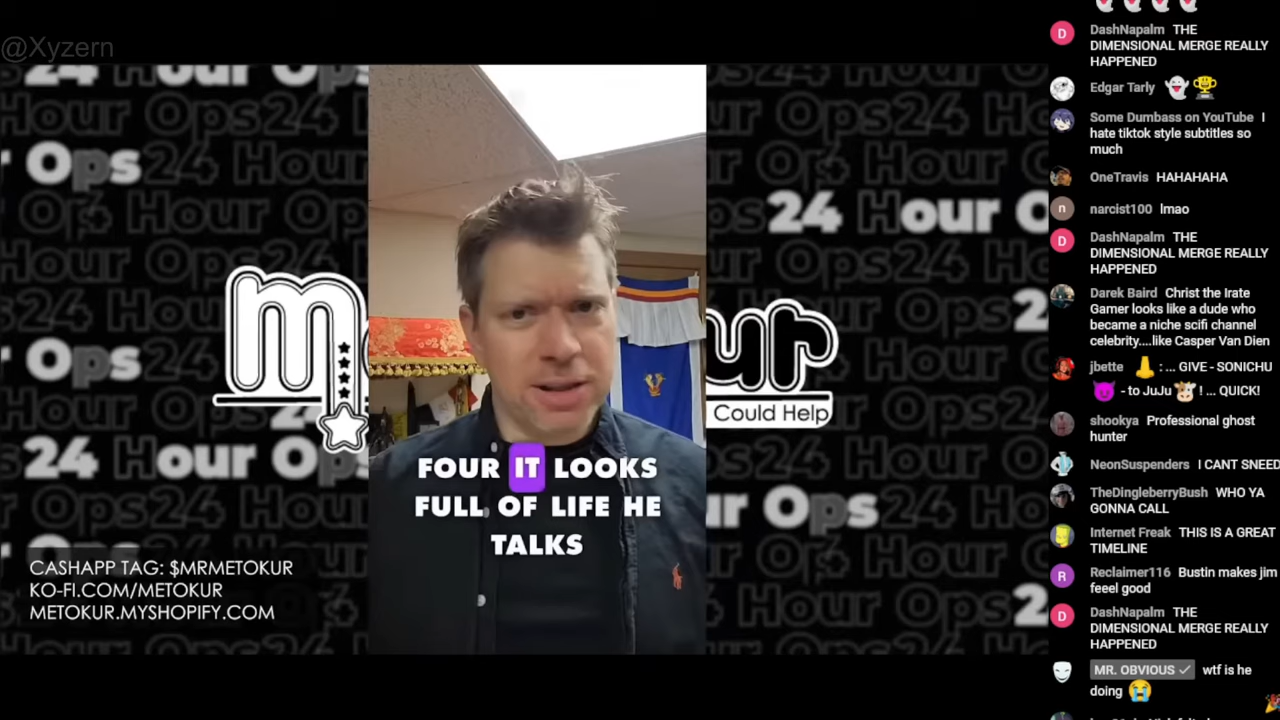 @Xyzern
24 Hour Ops
FOUR IT LOOKS
FULL OF LIFE HE
TALKS
Could Help
CASHAPP TAG: $MRMETOKUR
KO-FI.COM/METOKUR
METOKUR.MYSHOPIFY.COM
DashNapalm THE
DIMENSIONAL MERGE REALLY
HAPPENED
Edgar Tarly
Some Dumbass on YouTube I
hate tiktok style subtitles so
much
OneTravis HAHAHAHA
narcist100 lmao
DashNapalm THE
DIMENSIONAL MERGE REALLY
HAPPENED
Darek Baird Christ the Irate
Gamer looks like a dude who
became a niche scifi channel
celebrity....like Casper Van Dien
jbette : ... GIVE - SONICHU
- to JuJu ! ... QUICK!
shookya Professional ghost
hunter
NeonSuspenders I CANT SNEED
TheDingleberryBush WHO YA
GONNA CALL
Internet Freak THIS IS A GREAT
TIMELINE
Reclaimer116 Bustin makes jim
feeel good
DashNapalm THE
DIMENSIONAL MERGE REALLY
HAPPENED
MR. OBVIOUS wtf is he
doing